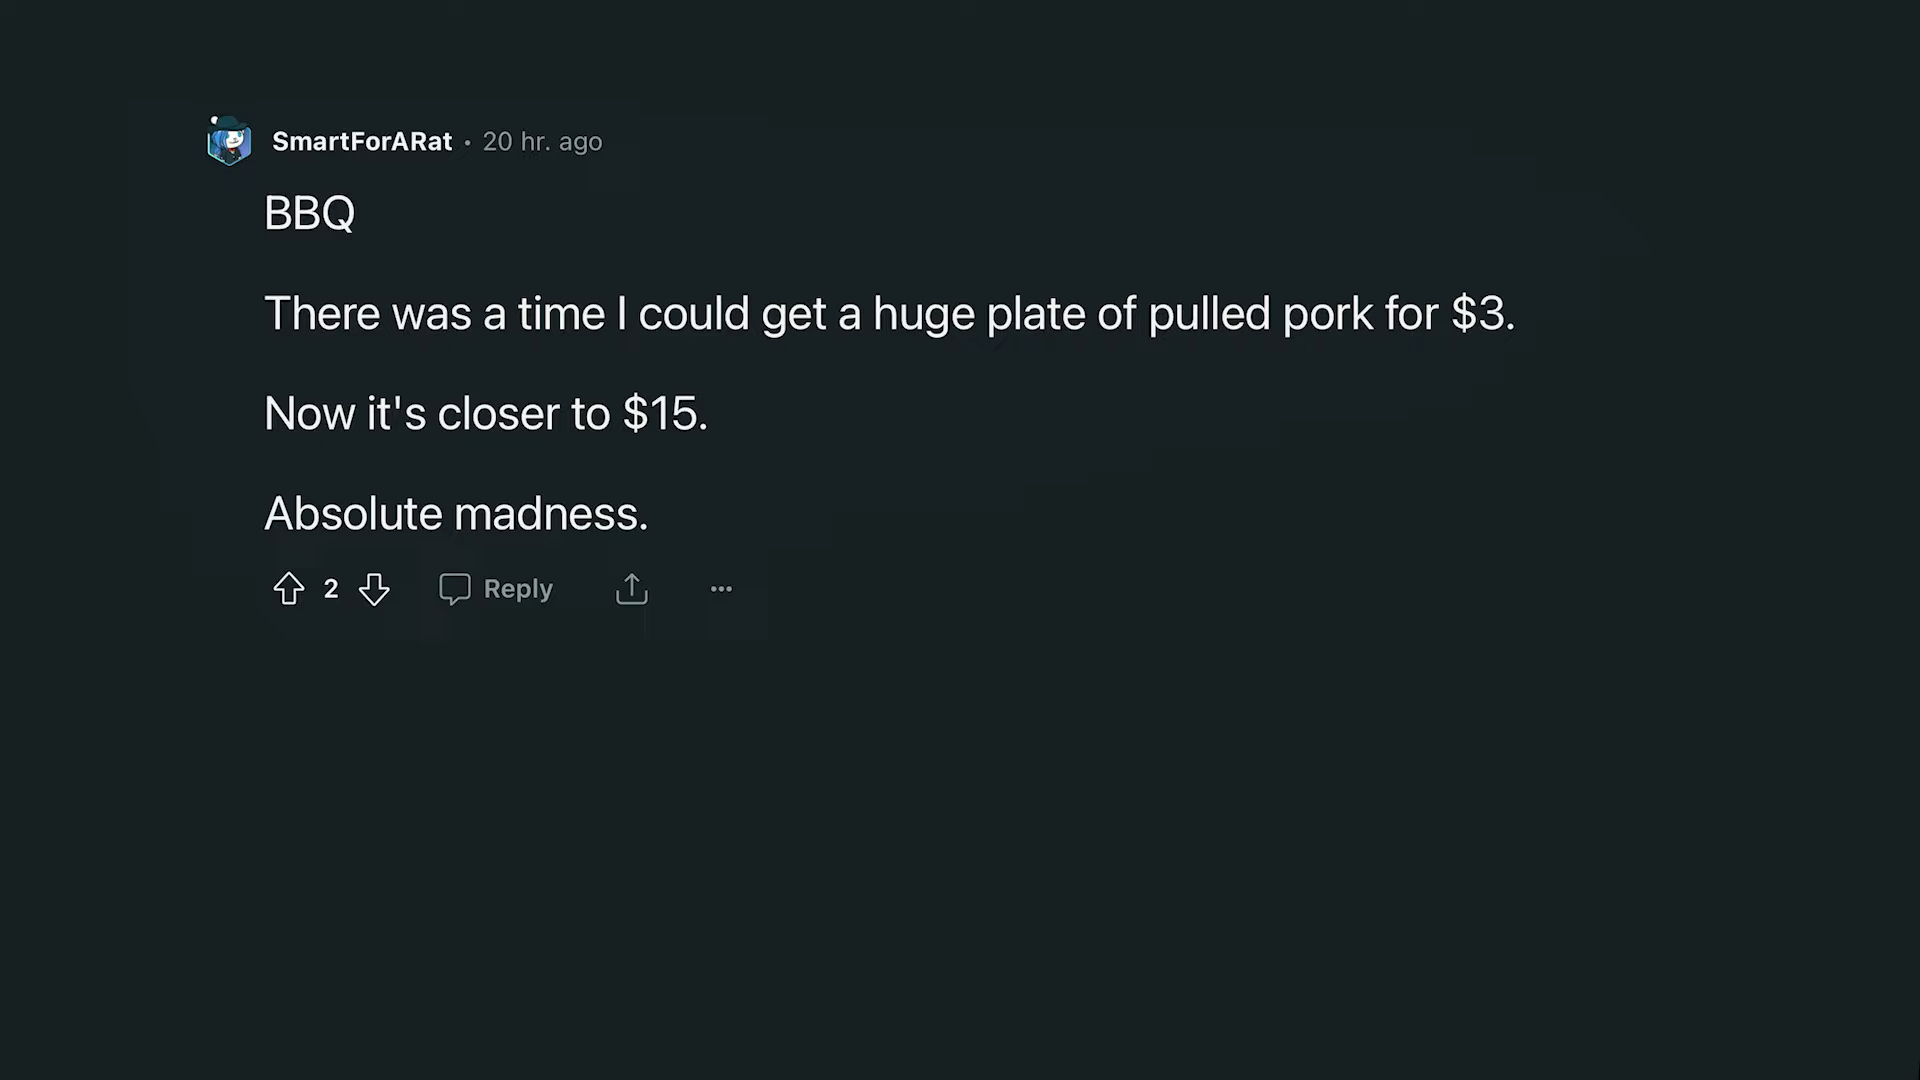 SmartForARat • 20 hr. ago
BBQ
There was a time I could get a huge plate of pulled pork for $3.
Now it's closer to $15.
Absolute madness.
2 Reply ...